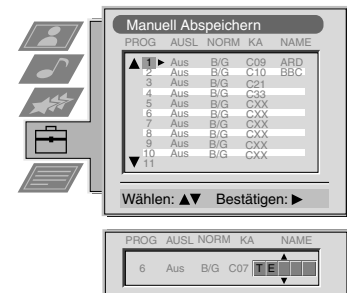 Manuell Abspeichern
PROG AUSL NORM KA NAME
1 Aus B/G C09 ARD
2 Aus B/G C10 BBC
3 Aus B/G C21
4 Aus B/G C33
5 Aus B/G CXX
6 Aus B/G CXX
7 Aus B/G CXX
8 Aus B/G CXX
9 Aus B/G CXX
10 Aus B/G CXX
11
Wählen: ▲▼ Bestätigen: ►
PROG AUSL NORM KA NAME
6 Aus B/G C07 T E